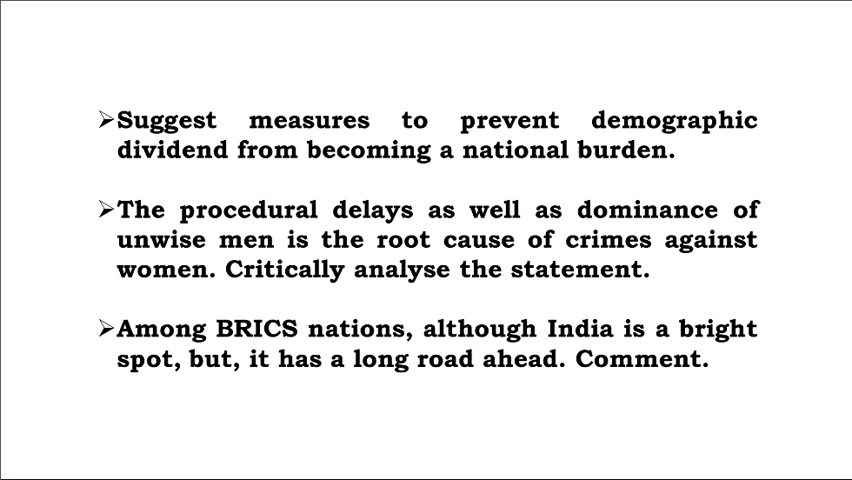 ➢Suggest measures to prevent demographic
dividend from becoming a national burden.
➢The procedural delays as well as dominance of
unwise men is the root cause of crimes against
women. Critically analyse the statement.
➢Among BRICS nations, although India is a bright
spot, but, it has a long road ahead. Comment.